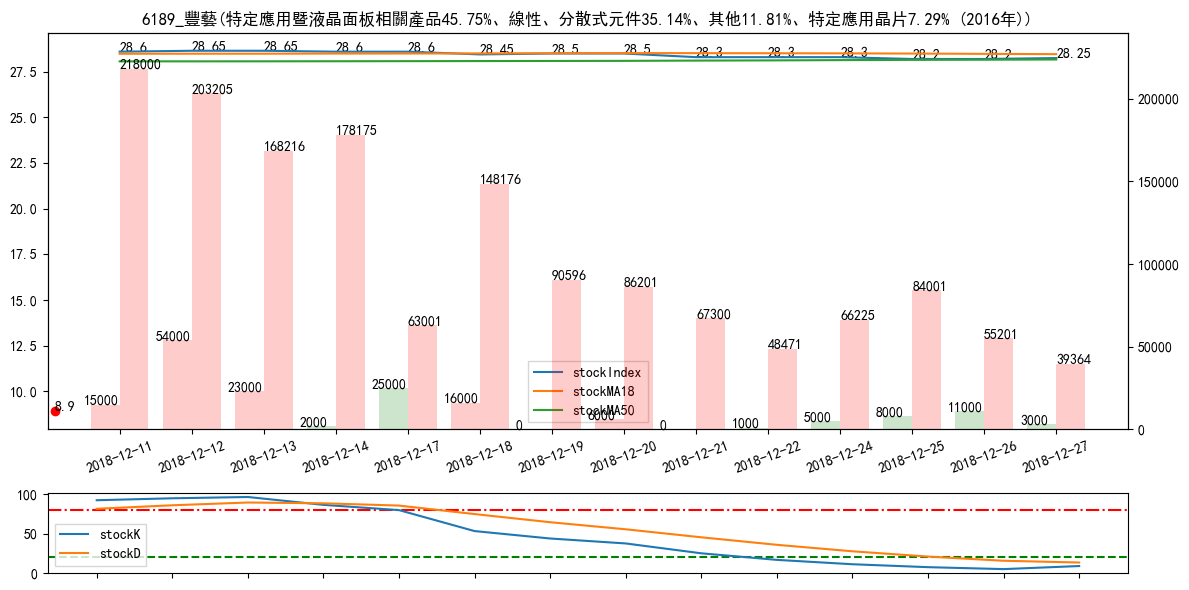 6189_豐藝(特定應用暨液晶面板相關產品45.75%、線性、分散式元件35.14%、其他11.81%、特定應用晶片7.29% (2016年))
28.6 28.65 28.65 28.6 28.6 28.45 28.5 28.5 28.3 28.3 28.3 28.2 28.2 28.25
218000 203205 168216 178175 63001 148176 90596 86201 67300 48471 66225 84001 55201 39364
15000 54000 23000 2000 25000 16000 0 6000 0 1000 5000 8000 11000 3000
8.9
27.5
25.0
22.5
20.0
17.5
15.0
12.5
10.0
200000
150000
100000
50000
0
stockIndex
stockMA18
stockMA50
2018-12-11 2018-12-12 2018-12-13 2018-12-14 2018-12-17 2018-12-18 2018-12-19 2018-12-20 2018-12-21 2018-12-22 2018-12-24 2018-12-25 2018-12-26 2018-12-27
100
50
0
stockK
stockD